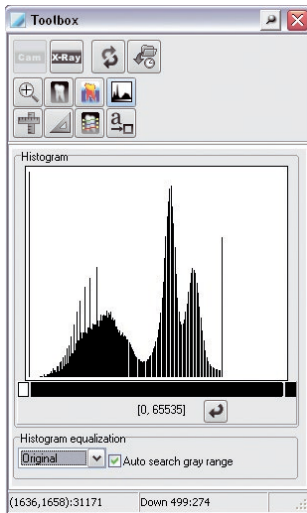 Toolbox
Cam X-Ray
a
Histogram
[0, 65535]
Histogram equalization
Original Auto search gray range
(1636,1658):31171 Down 499:274